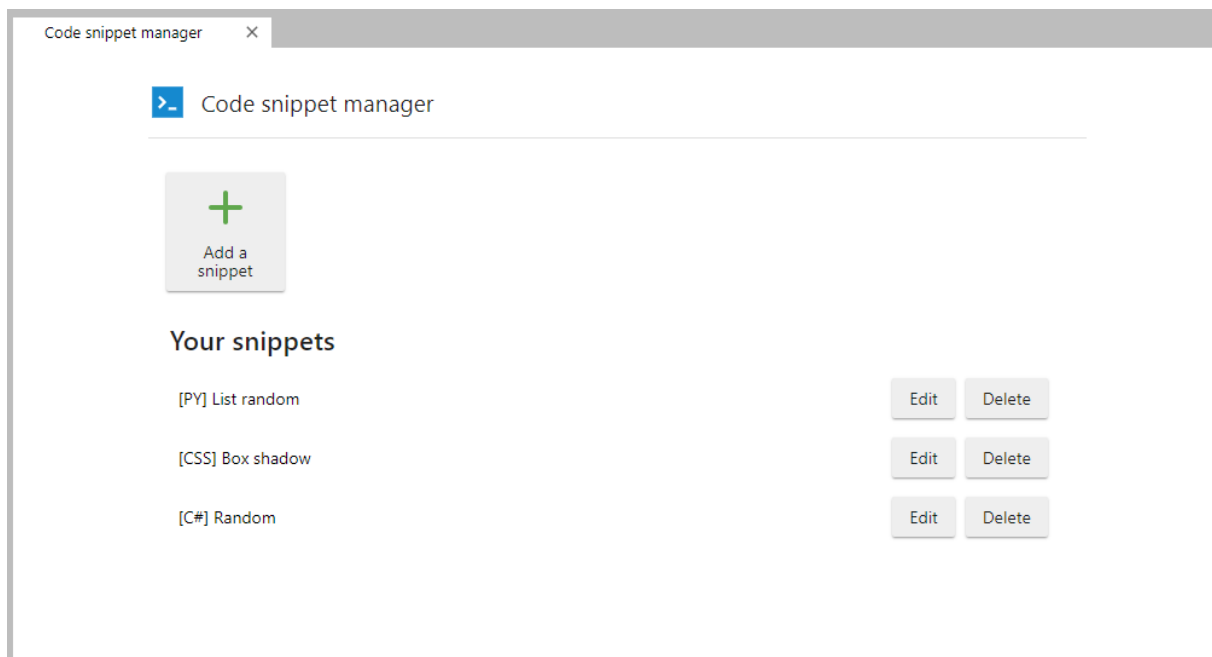 Code snippet manager
Code snippet manager
Add a
snippet
Your snippets
[PY] List random Edit Delete
[CSS] Box shadow Edit Delete
[C#] Random Edit Delete